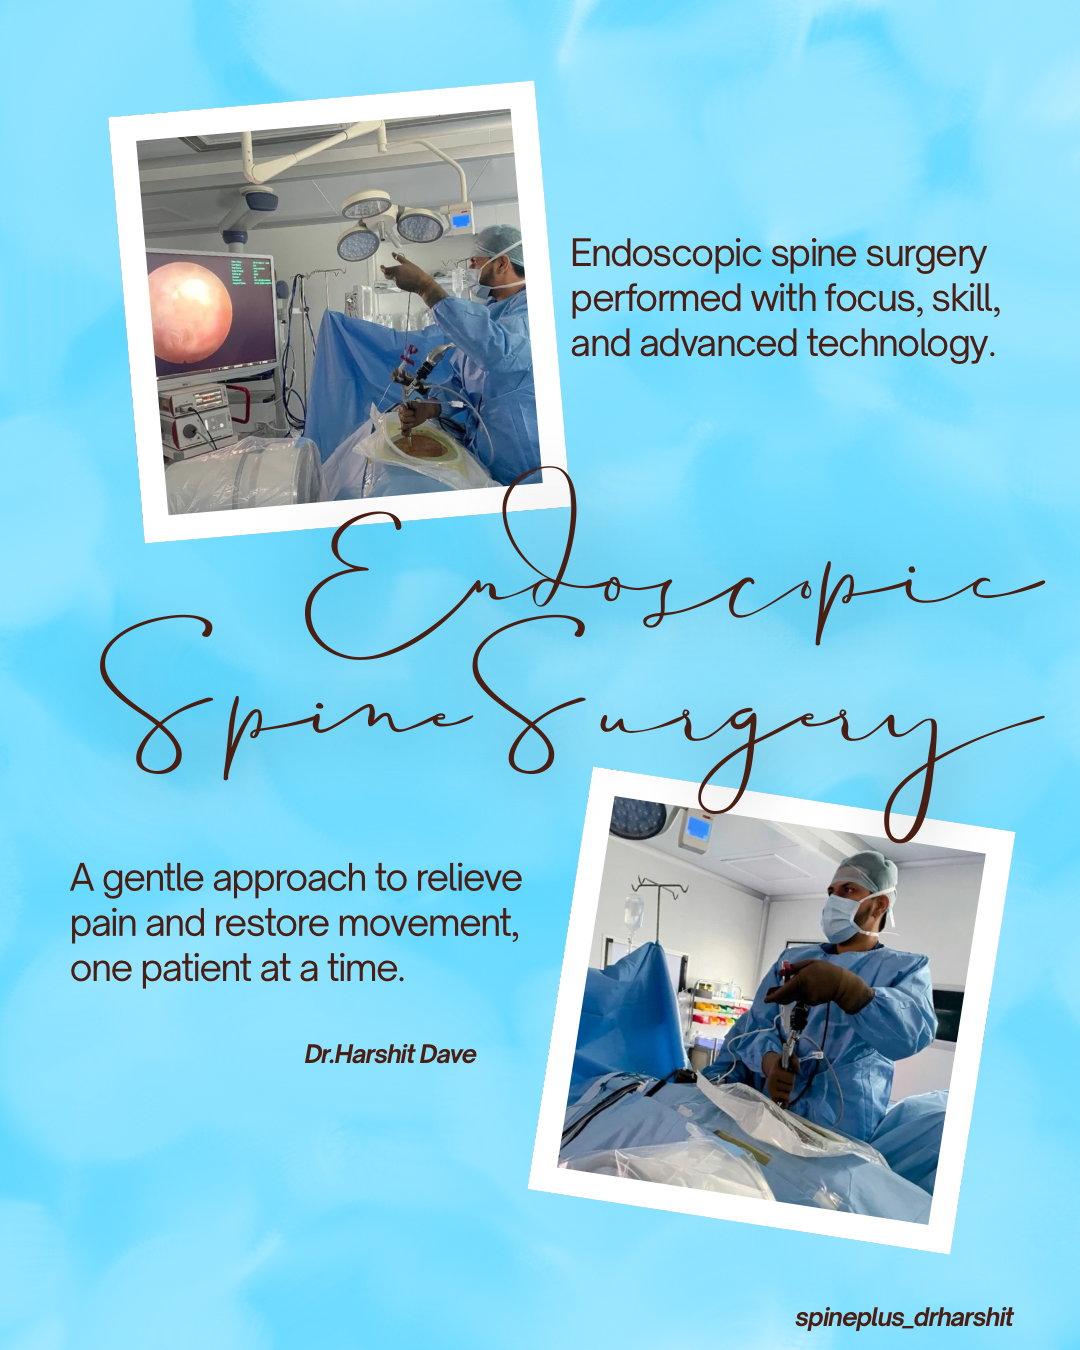 Endoscopic spine surgery
performed with focus, skill,
and advanced technology.
Endoscopic
Spine Surgery
A gentle approach to relieve
pain and restore movement,
one patient at a time.
Dr.Harshit Dave
spineplus_drharshit